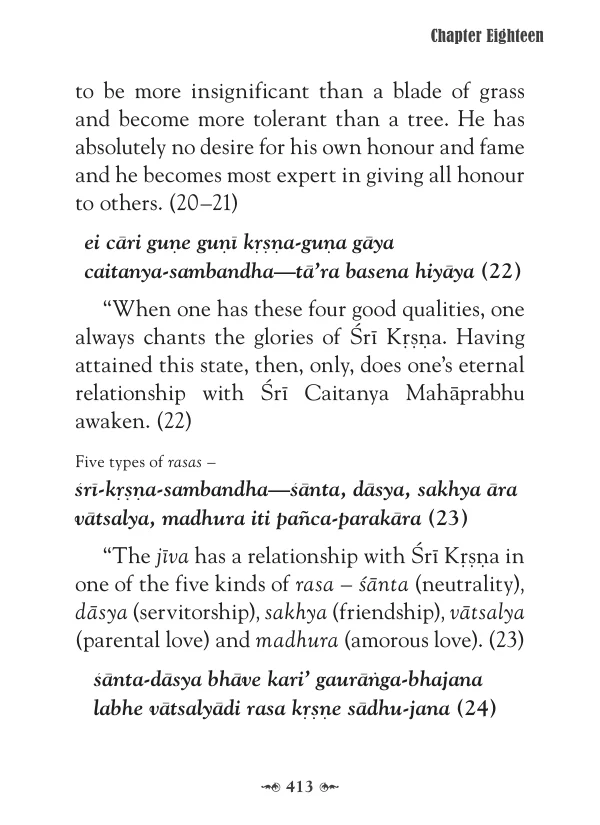 Chapter Eighteen
to be more insignificant than a blade of grass
and become more tolerant than a tree. He has
absolutely no desire for his own honour and fame
and he becomes most expert in giving all honour
to others. (20–21)
ei cāri guṇe guṇī kṛṣṇa-guṇa gāya
caitanya-sambandha—tā’ra basena hiyāya (22)
“When one has these four good qualities, one
always chants the glories of Śrī Kṛṣṇa. Having
attained this state, then, only, does one’s eternal
relationship with Śrī Caitanya Mahāprabhu
awaken. (22)
Five types of rasas –
śrī-kṛṣṇa-sambandha—śānta, dāsya, sakhya āra
vātsalya, madhura iti pañca-parakāra (23)
“The jīva has a relationship with Śrī Kṛṣṇa in
one of the five kinds of rasa – śānta (neutrality),
dāsya (servitorship), sakhya (friendship), vātsalya
(parental love) and madhura (amorous love). (23)
śānta-dāsya bhāve kari’ gaurāṅga-bhajana
labhe vātsalyādi rasa kṛṣṇe sādhu-jana (24)
413